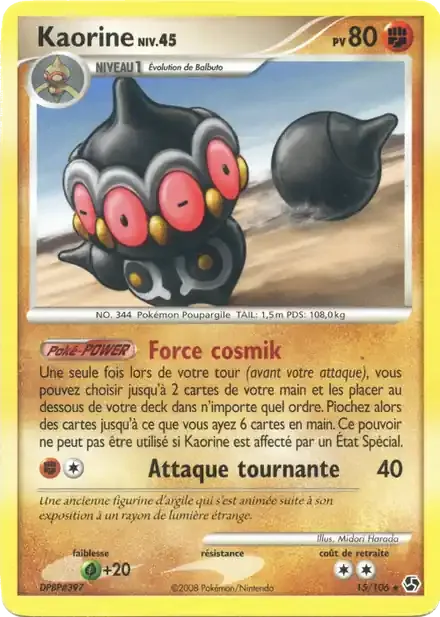 Kaorine NIV.45 PV 80
NIVEAU 1 Évolution de Balbuto
NO. 344 Pokémon Poupargile TAIL: 1,5m PDS: 108,0kg
Poké-POWER Force cosmik
Une seule fois lors de votre tour (avant votre attaque), vous
pouvez choisir jusqu'à 2 cartes de votre main et les placer au
dessous de votre deck dans n'importe quel ordre. Piochez alors
des cartes jusqu'à ce que vous ayez 6 cartes en main. Ce pouvoir
ne peut pas être utilisé si Kaorine est affecté par un État Spécial.
Attaque tournante 40
Une ancienne figurine d'argile qui s'est animée suite à son
exposition à un rayon de lumière étrange.
Illus. Midori Harada
faiblesse résistance coût de retraite
+20
DPBP#397 ©2008 Pokémon/Nintendo 15/106